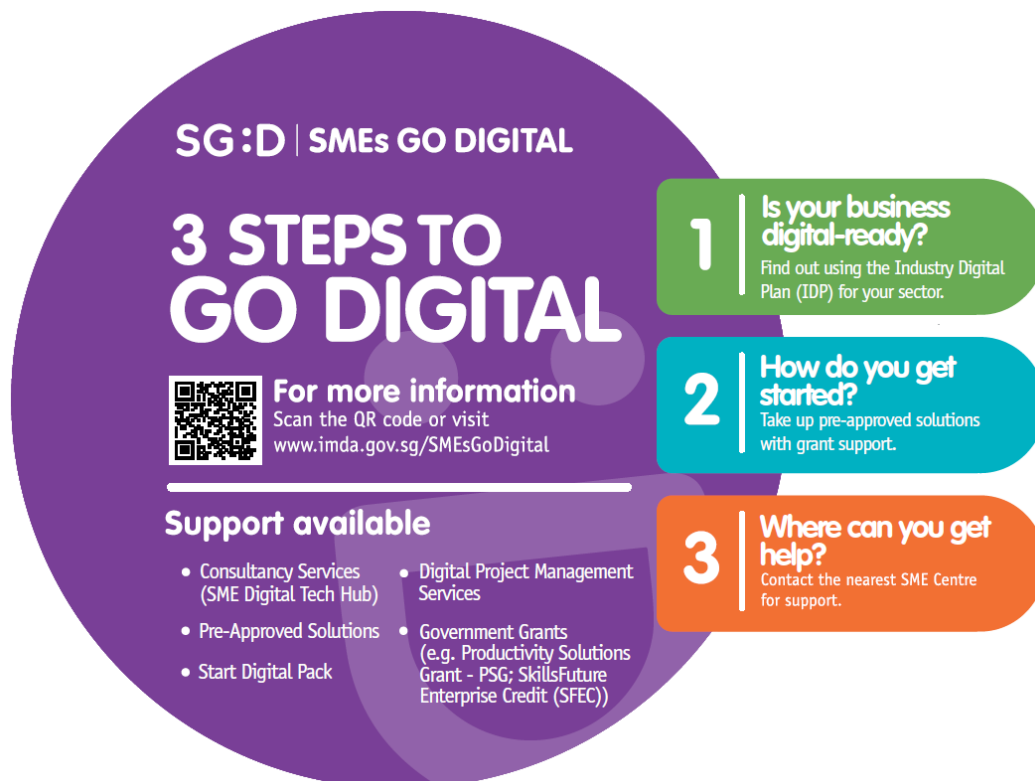 SG:D | SMEs GO DIGITAL
3 STEPS TO
GO DIGITAL
For more information
Scan the QR code or visit
www.imda.gov.sg/SMEsGoDigital
Support available
• Consultancy Services
(SME Digital Tech Hub)
• Pre-Approved Solutions
• Start Digital Pack
• Digital Project Management
Services
• Government Grants
(e.g. Productivity Solutions
Grant - PSG; SkillsFuture
Enterprise Credit (SFEC))
1
Is your business
digital-ready?
Find out using the Industry Digital
Plan (IDP) for your sector.
2
How do you get
started?
Take up pre-approved solutions
with grant support.
3
Where can you get
help?
Contact the nearest SME Centre
for support.